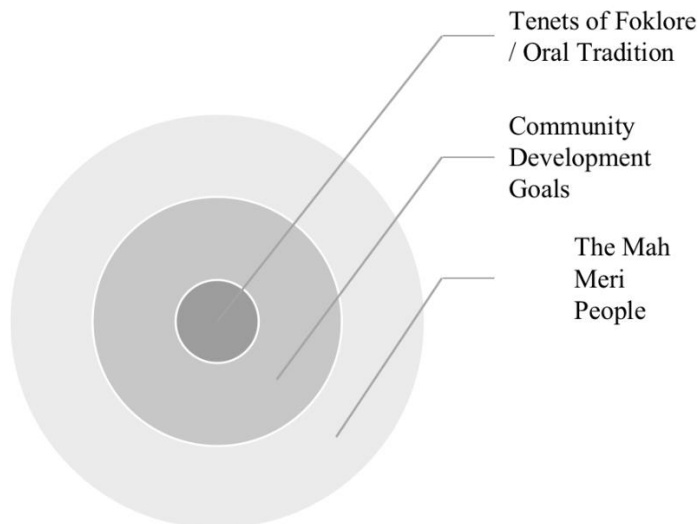 Tenets of Foklore
/ Oral Tradition
Community
Development
Goals
The Mah
Meri
People